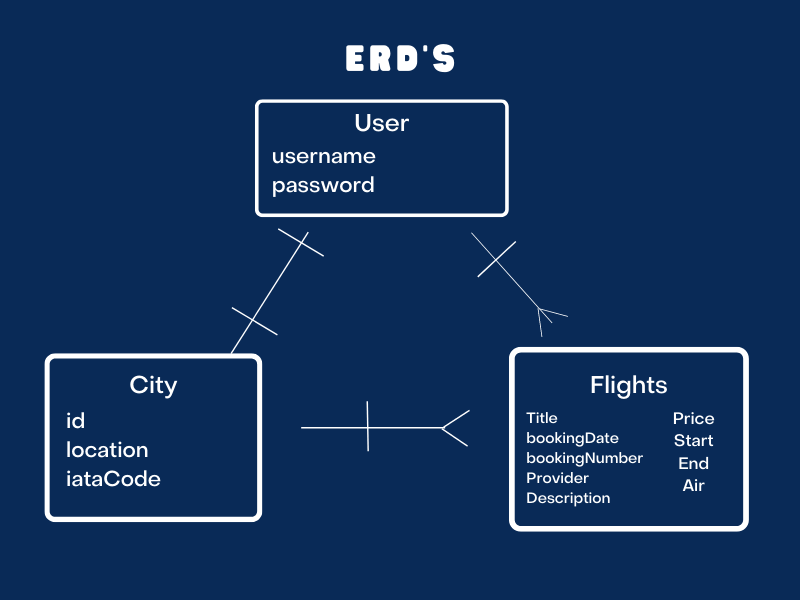 ERD'S
User
username
password
City
id
location
iataCode
Flights
Title
bookingDate
bookingNumber
Provider
Description
Price
Start
End
Air